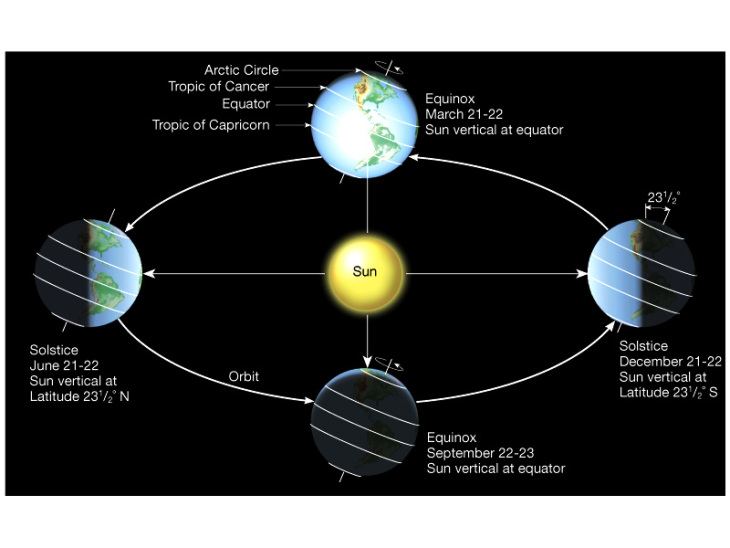 Arctic Circle
Tropic of Cancer
Equator
Tropic of Capricorn
Equinox
March 21-22
Sun vertical at equator
23 1/2°
Sun
Solstice
June 21-22
Sun vertical at
Latitude 23 1/2° N
Orbit
Solstice
December 21-22
Sun vertical at
Latitude 23 1/2° S
Equinox
September 22-23
Sun vertical at equator